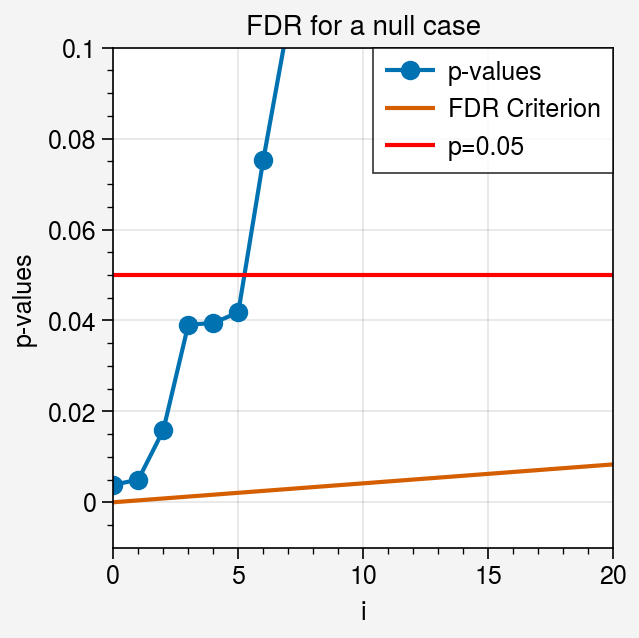 FDR for a null case
p-values
FDR Criterion
p=0.05
0.1
0.08
0.06
0.04
0.02
0
p-values
0 5 10 15 20
i